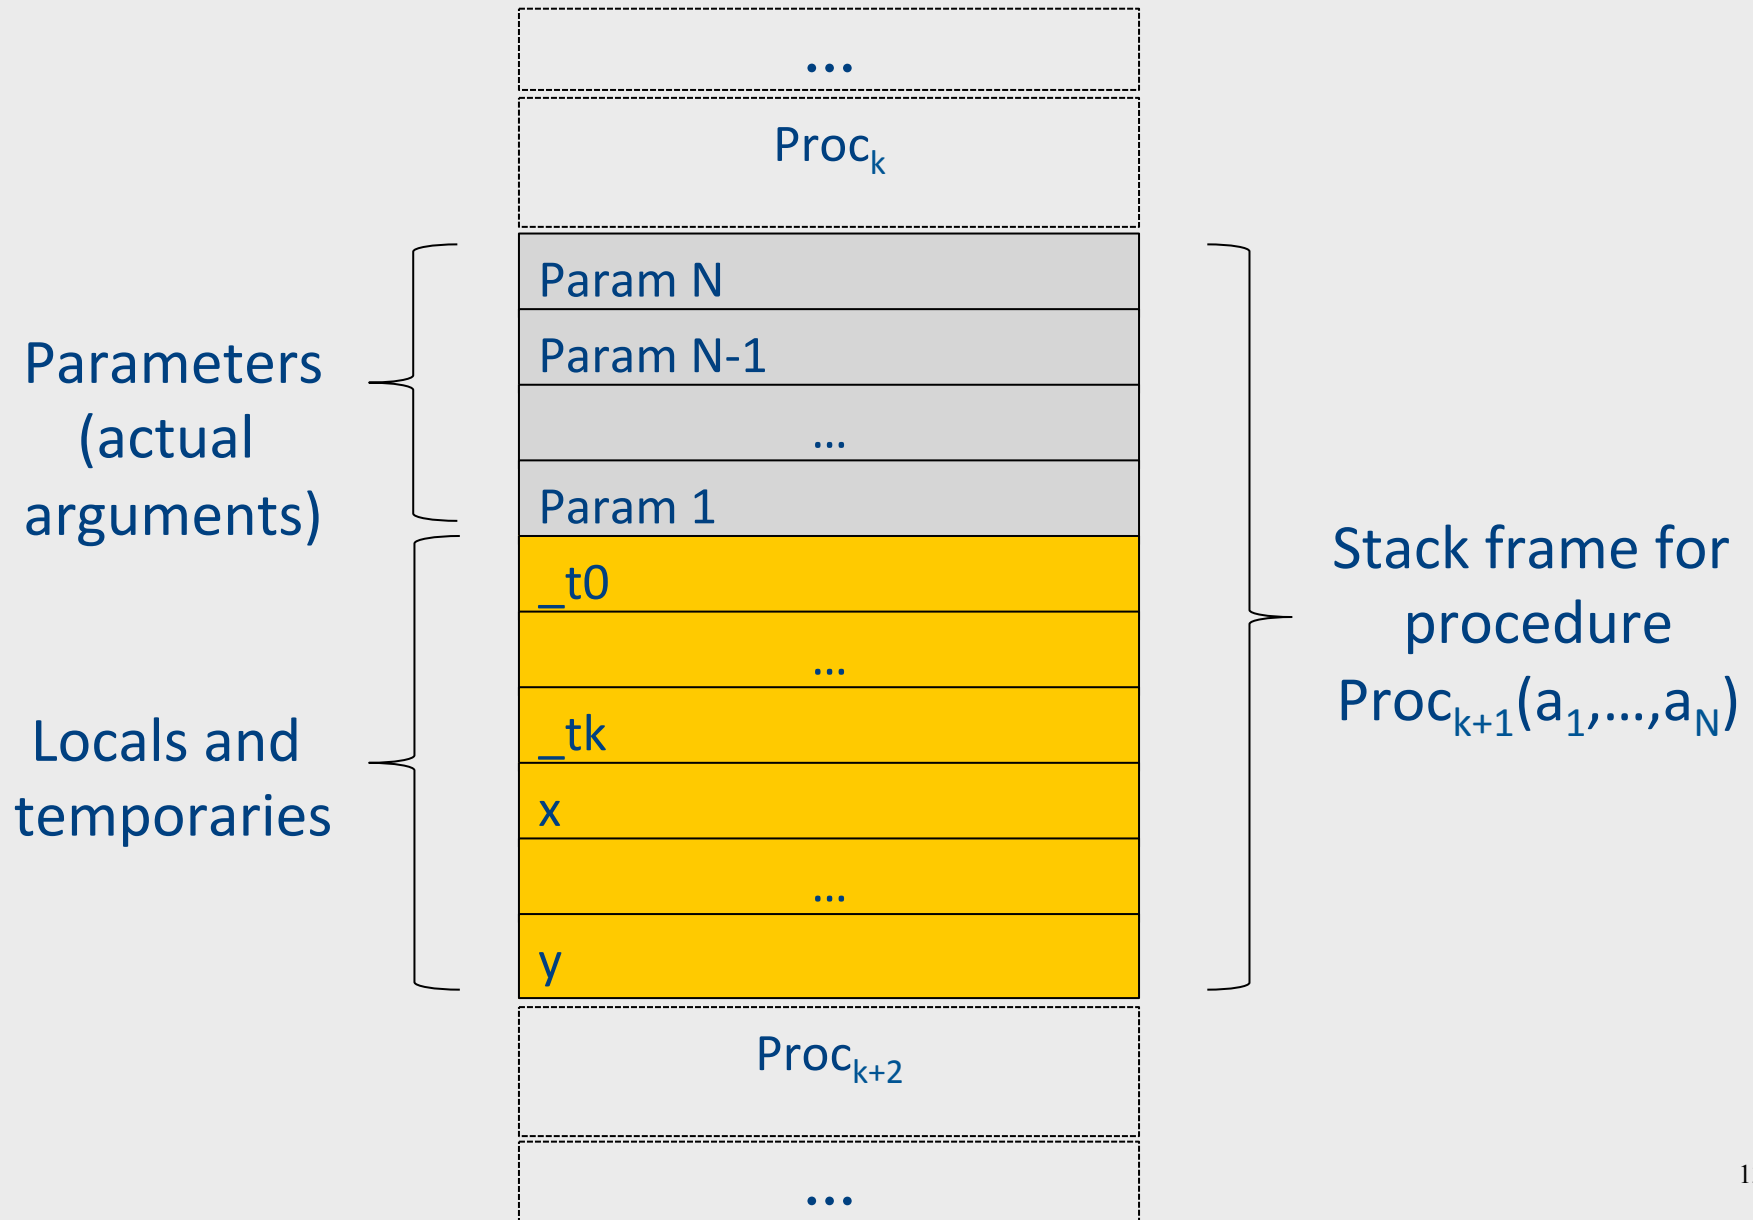 ...
Prock
Param N
Param N-1
...
Param 1
Parameters
(actual
arguments)
_t0
...
_tk
x
...
y
Locals and
temporaries
Stack frame for
procedure
Prock+1(a1,...,aN)
Prock+2
...